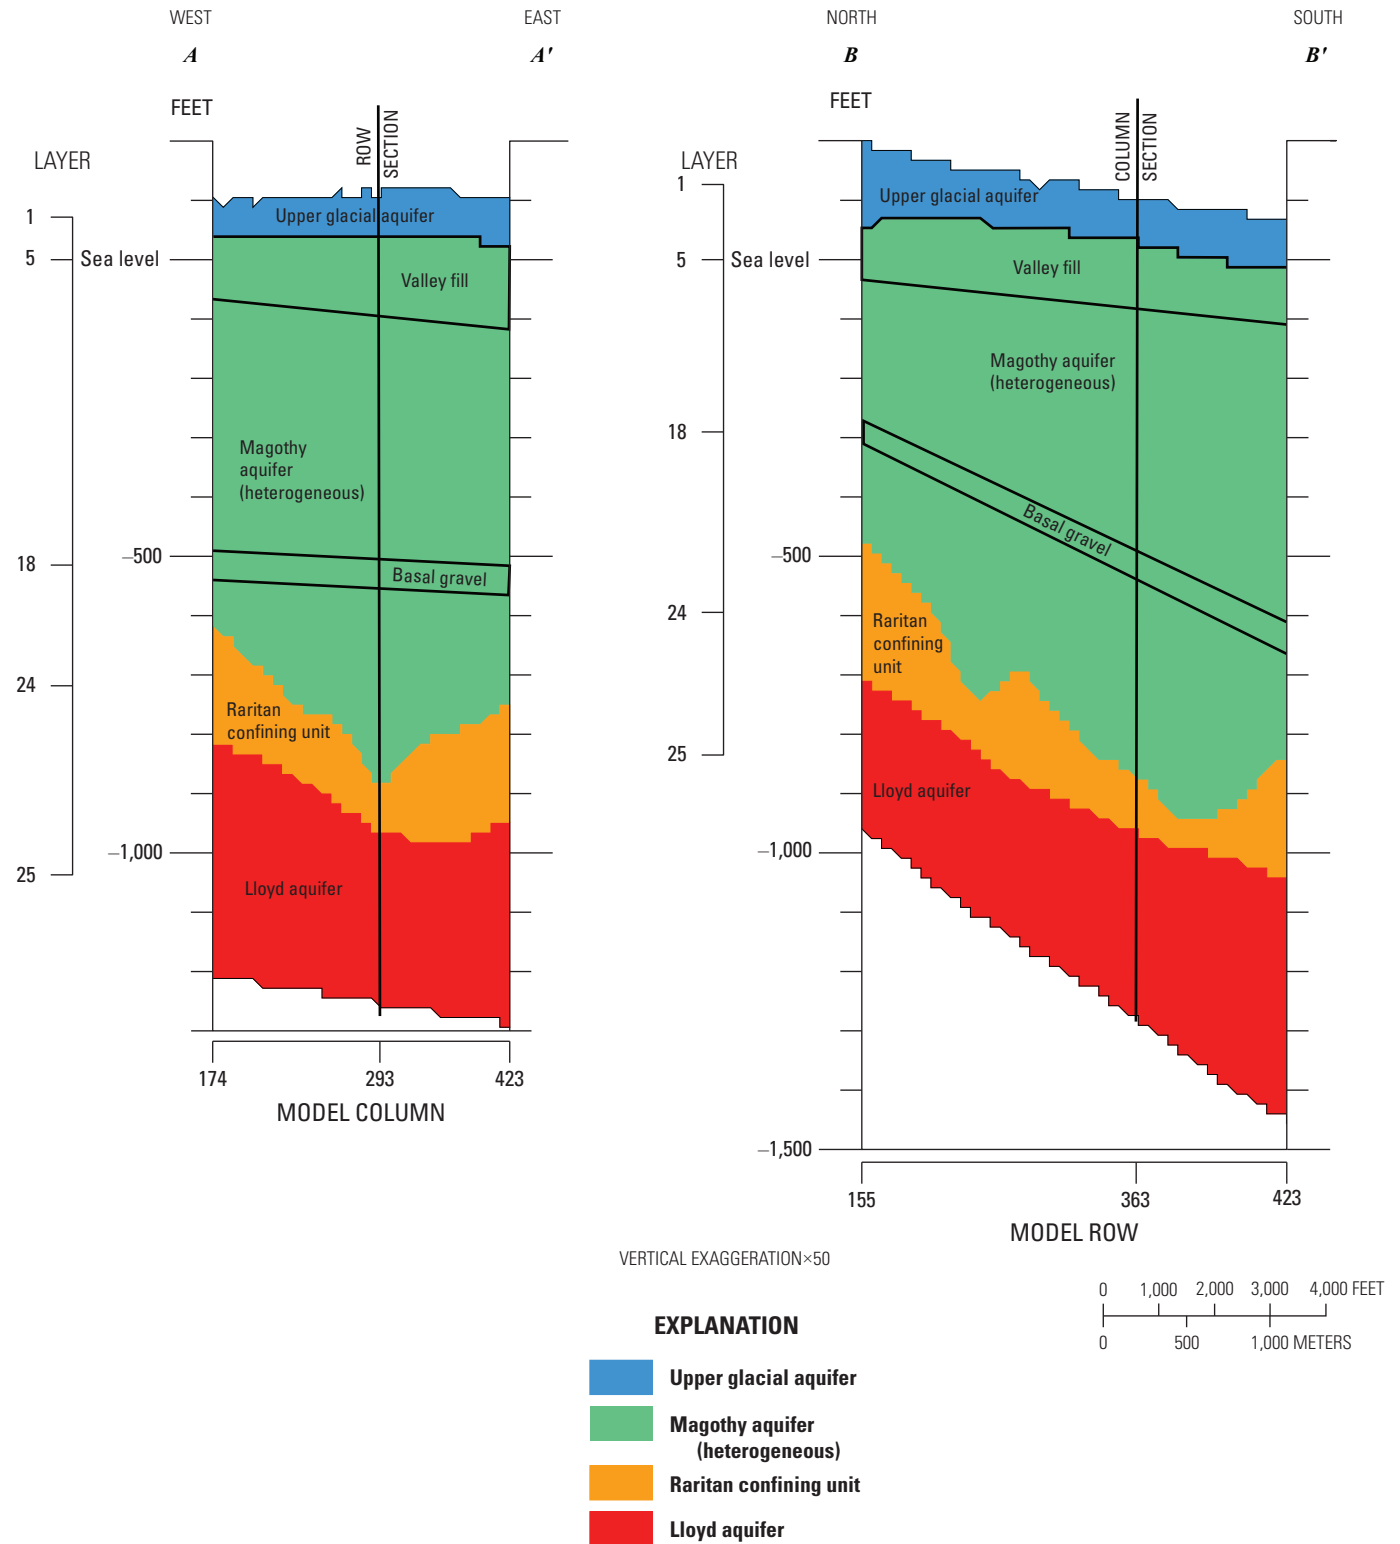 WEST
EAST
A
A'
FEET
ROW
SECTION
LAYER
1
5
18
24
25
Sea level
–500
–1,000
Upper glacial aquifer
Valley fill
Magothy
aquifer
(heterogeneous)
Basal gravel
Raritan
confining unit
Lloyd aquifer
174
293
423
MODEL COLUMN
NORTH
SOUTH
B
B'
FEET
COLUMN
SECTION
LAYER
1
5
18
24
25
Sea level
–500
–1,000
–1,500
Upper glacial aquifer
Valley fill
Magothy aquifer
(heterogeneous)
Basal gravel
Raritan
confining
unit
Lloyd aquifer
155
363
423
MODEL ROW
VERTICAL EXAGGERATION×50
0 1,000 2,000 3,000 4,000 FEET
0 500 1,000 METERS
EXPLANATION
Upper glacial aquifer
Magothy aquifer
(heterogeneous)
Raritan confining unit
Lloyd aquifer